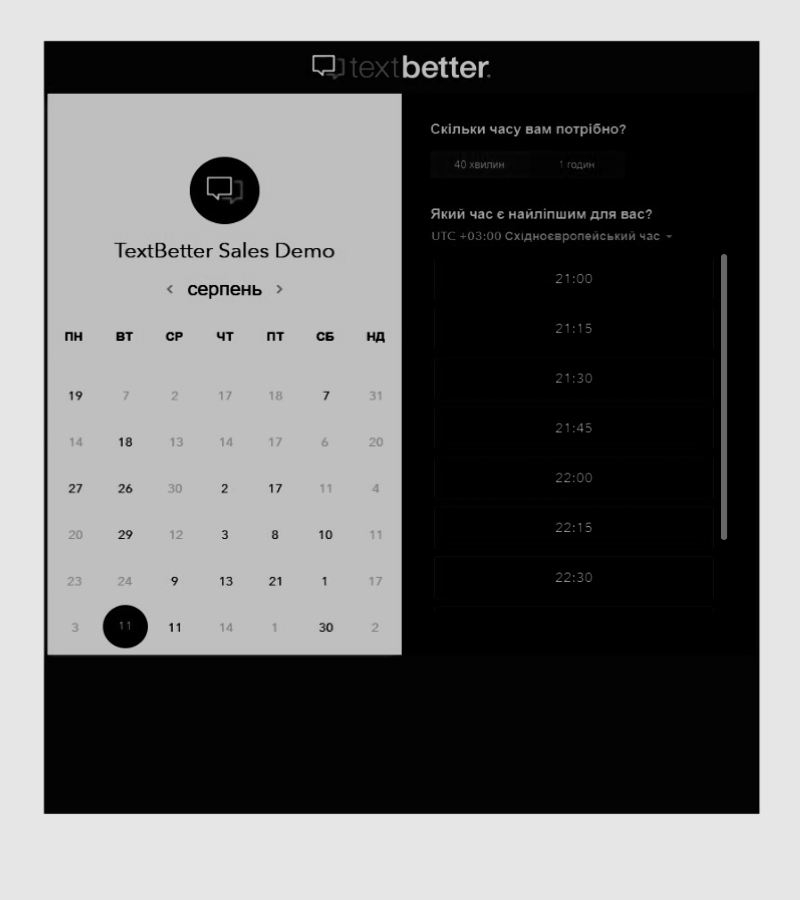 textbetter.
TextBetter Sales Demo
< серпень >
ПН ВТ СР ЧТ ПТ СБ НД
19 7 2 17 18 7 31
14 18 13 14 17 6 20
27 26 30 2 17 11 4
20 29 12 3 8 10 11
23 24 9 13 21 1 17
3 11 11 14 1 30 2
Скільки часу вам потрібно?
40 хвилин 1 годин
Який час є найліпшим для вас?
UTC +03:00 Східноєвропейський час
21:00
21:15
21:30
21:45
22:00
22:15
22:30